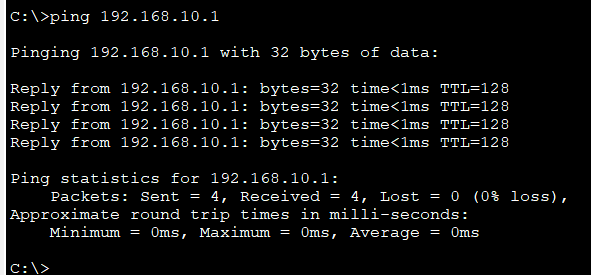 C:\>ping 192.168.10.1
Pinging 192.168.10.1 with 32 bytes of data:
Reply from 192.168.10.1: bytes=32 time<1ms TTL=128
Reply from 192.168.10.1: bytes=32 time<1ms TTL=128
Reply from 192.168.10.1: bytes=32 time<1ms TTL=128
Reply from 192.168.10.1: bytes=32 time<1ms TTL=128
Ping statistics for 192.168.10.1:
    Packets: Sent = 4, Received = 4, Lost = 0 (0% loss),
Approximate round trip times in milli-seconds:
    Minimum = 0ms, Maximum = 0ms, Average = 0ms
C:\>